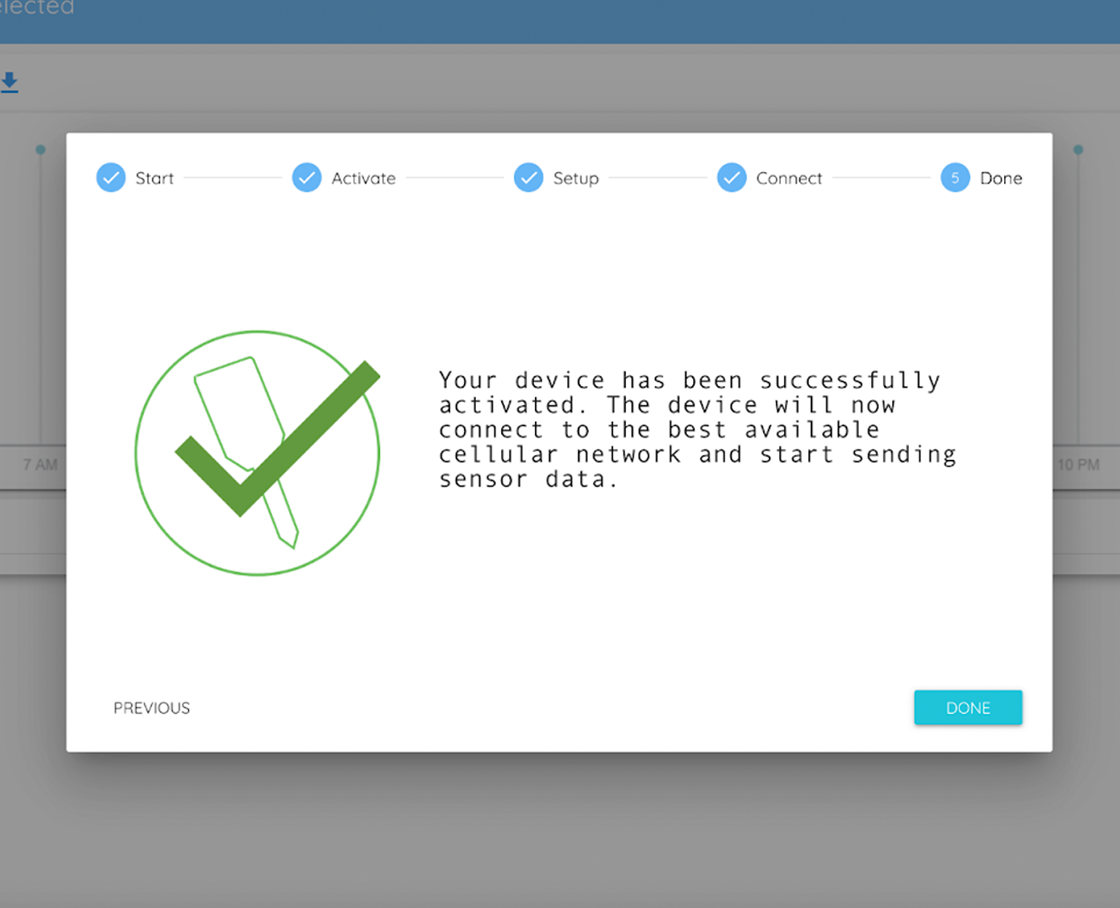 Start
Activate
Setup
Connect
5 Done
Your device has been successfully
activated. The device will now
connect to the best available
cellular network and start sending
sensor data.
7 AM
10 PM
PREVIOUS
DONE